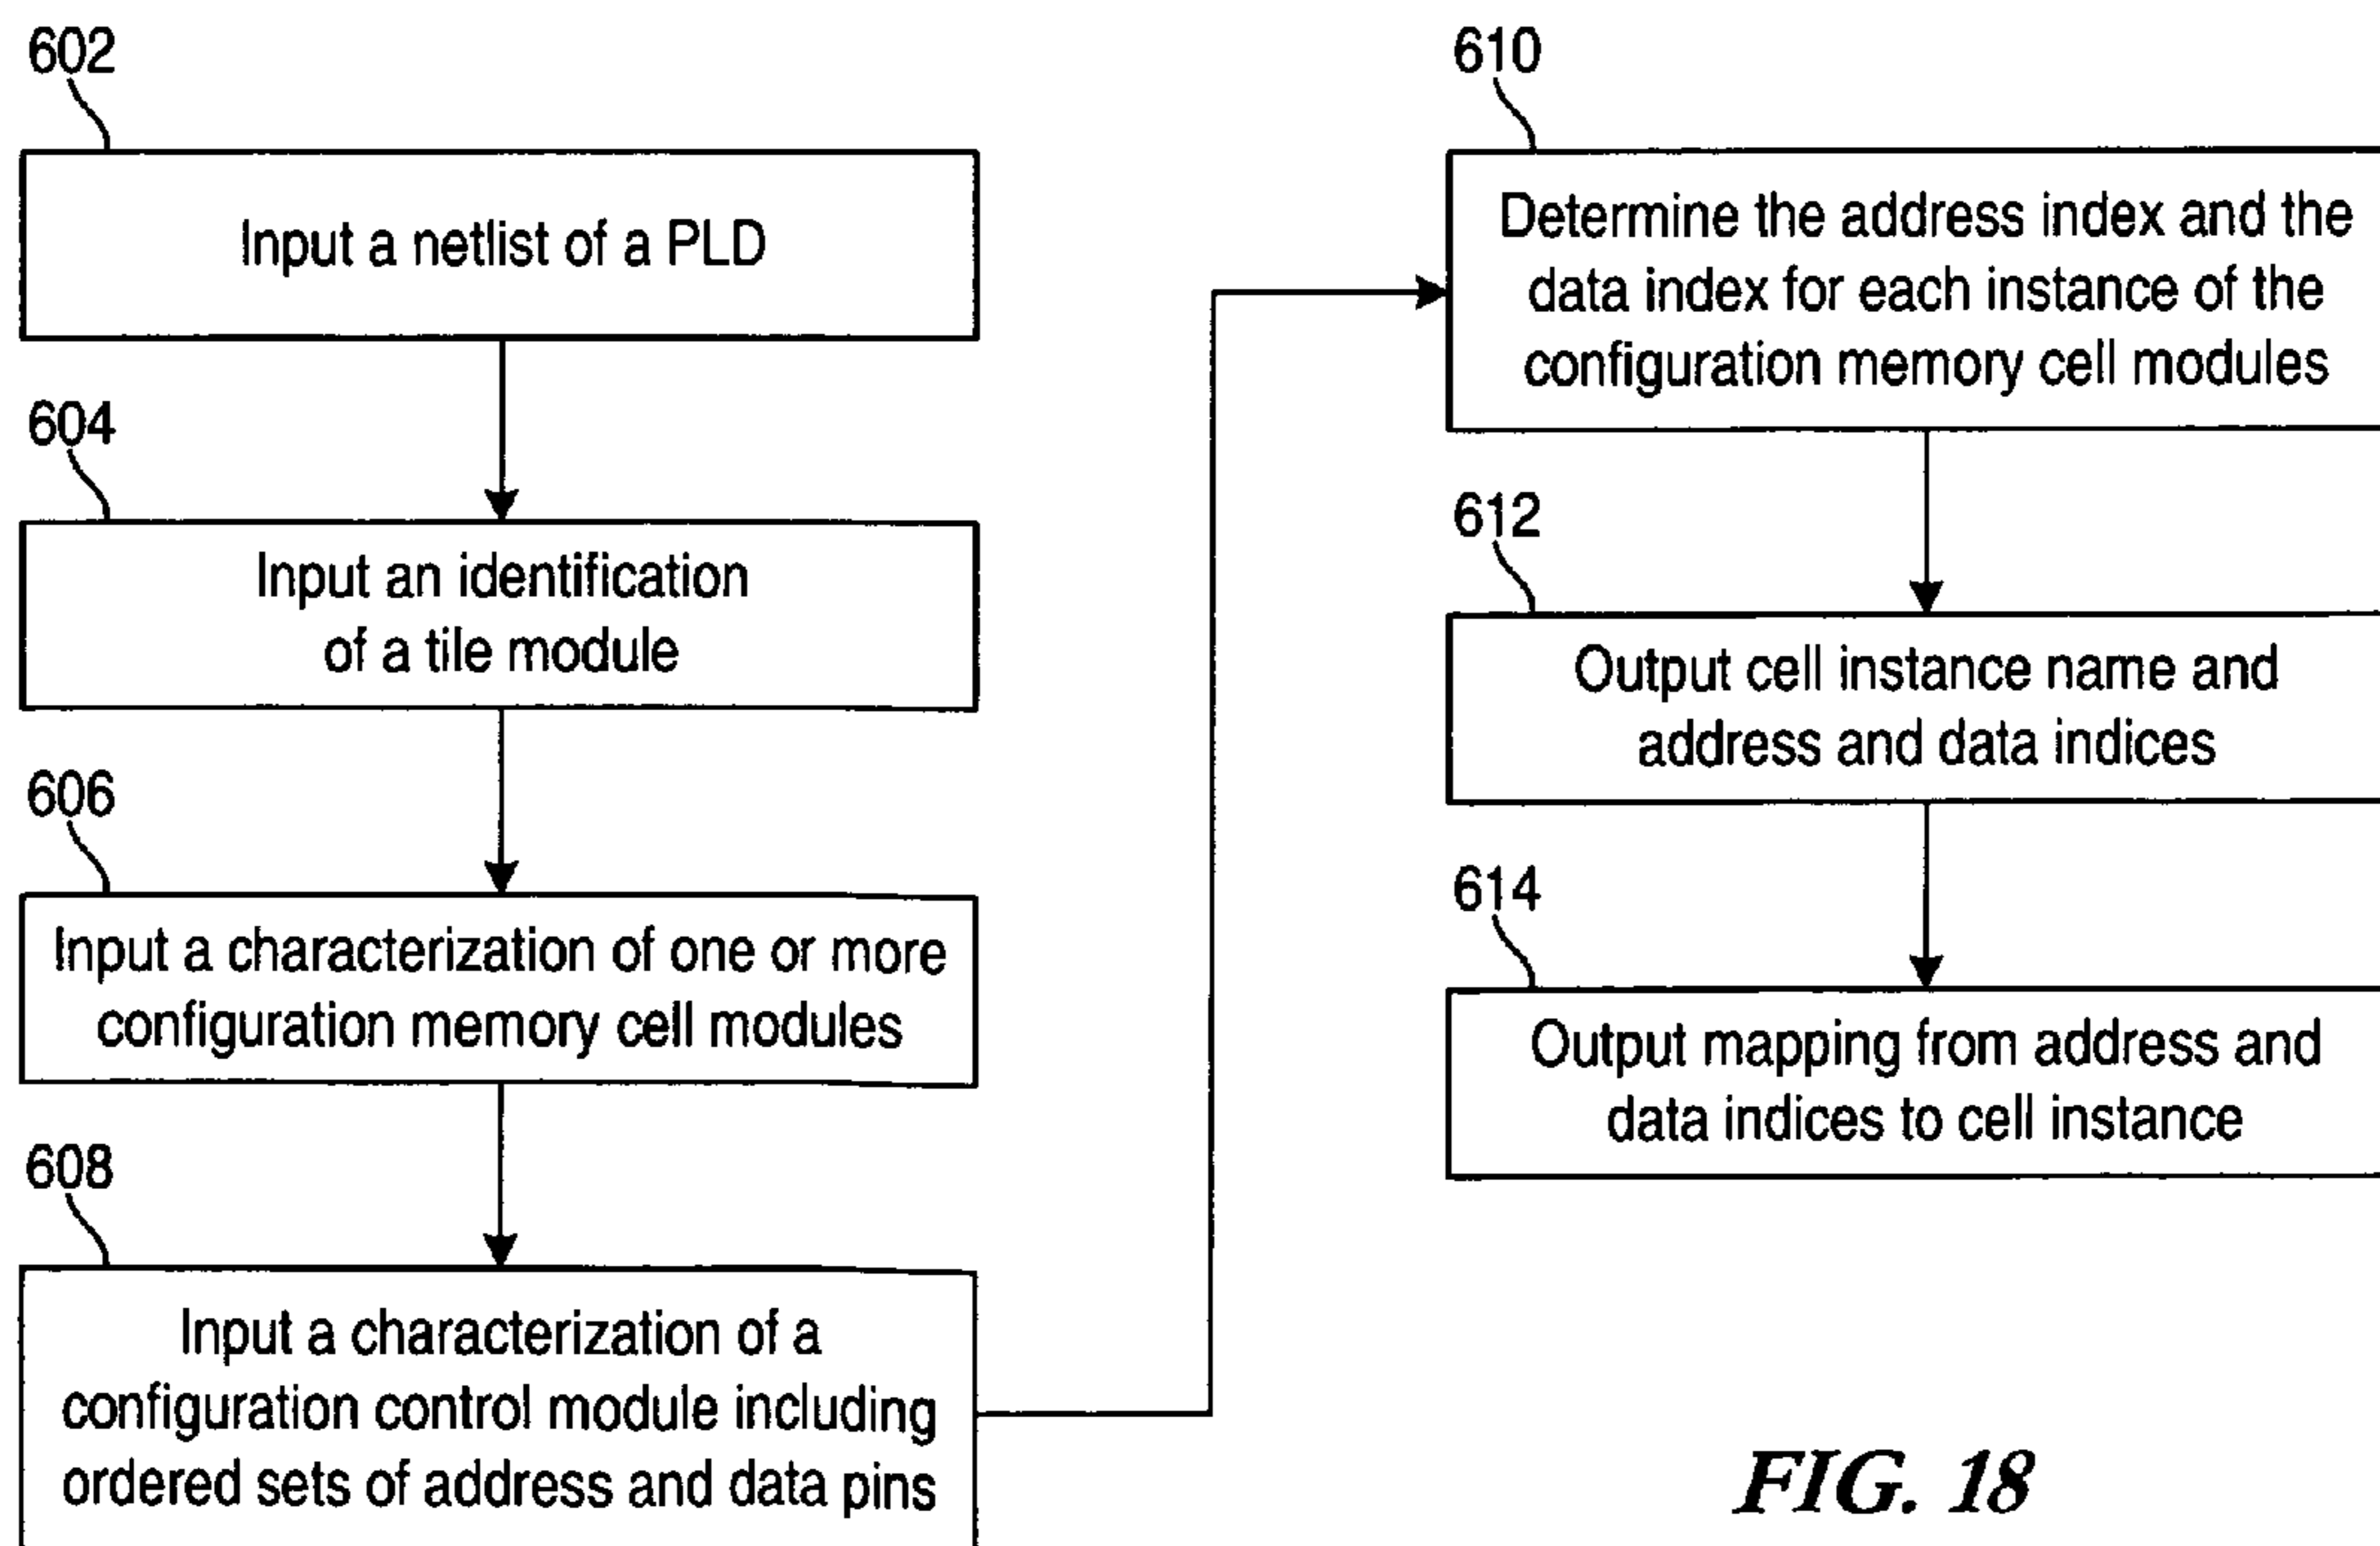 602
Input a netlist of a PLD
604
Input an identification
of a tile module
606
Input a characterization of one or more
configuration memory cell modules
608
Input a characterization of a
configuration control module including
ordered sets of address and data pins
610
Determine the address index and the
data index for each instance of the
configuration memory cell modules
612
Output cell instance name and
address and data indices
614
Output mapping from address and
data indices to cell instance
FIG. 18